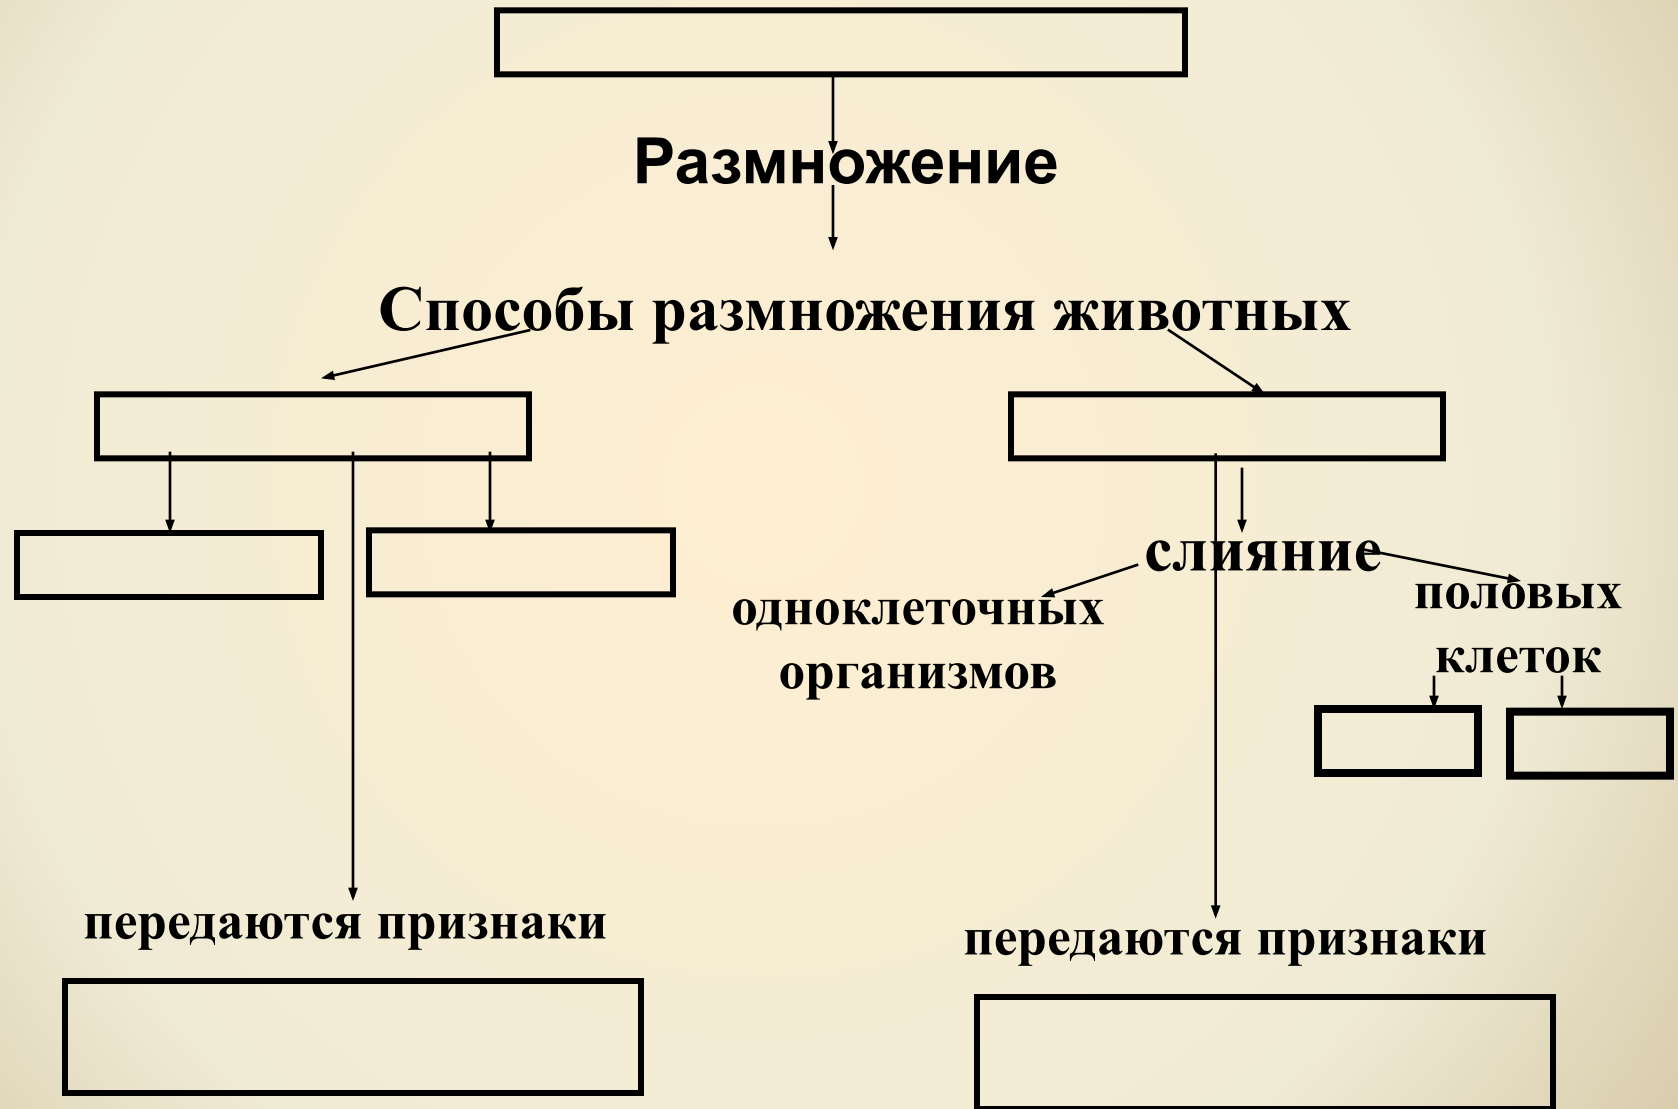 Размножение
Способы размножения животных
слияние
одноклеточных
организмов
половых
клеток
передаются признаки
передаются признаки